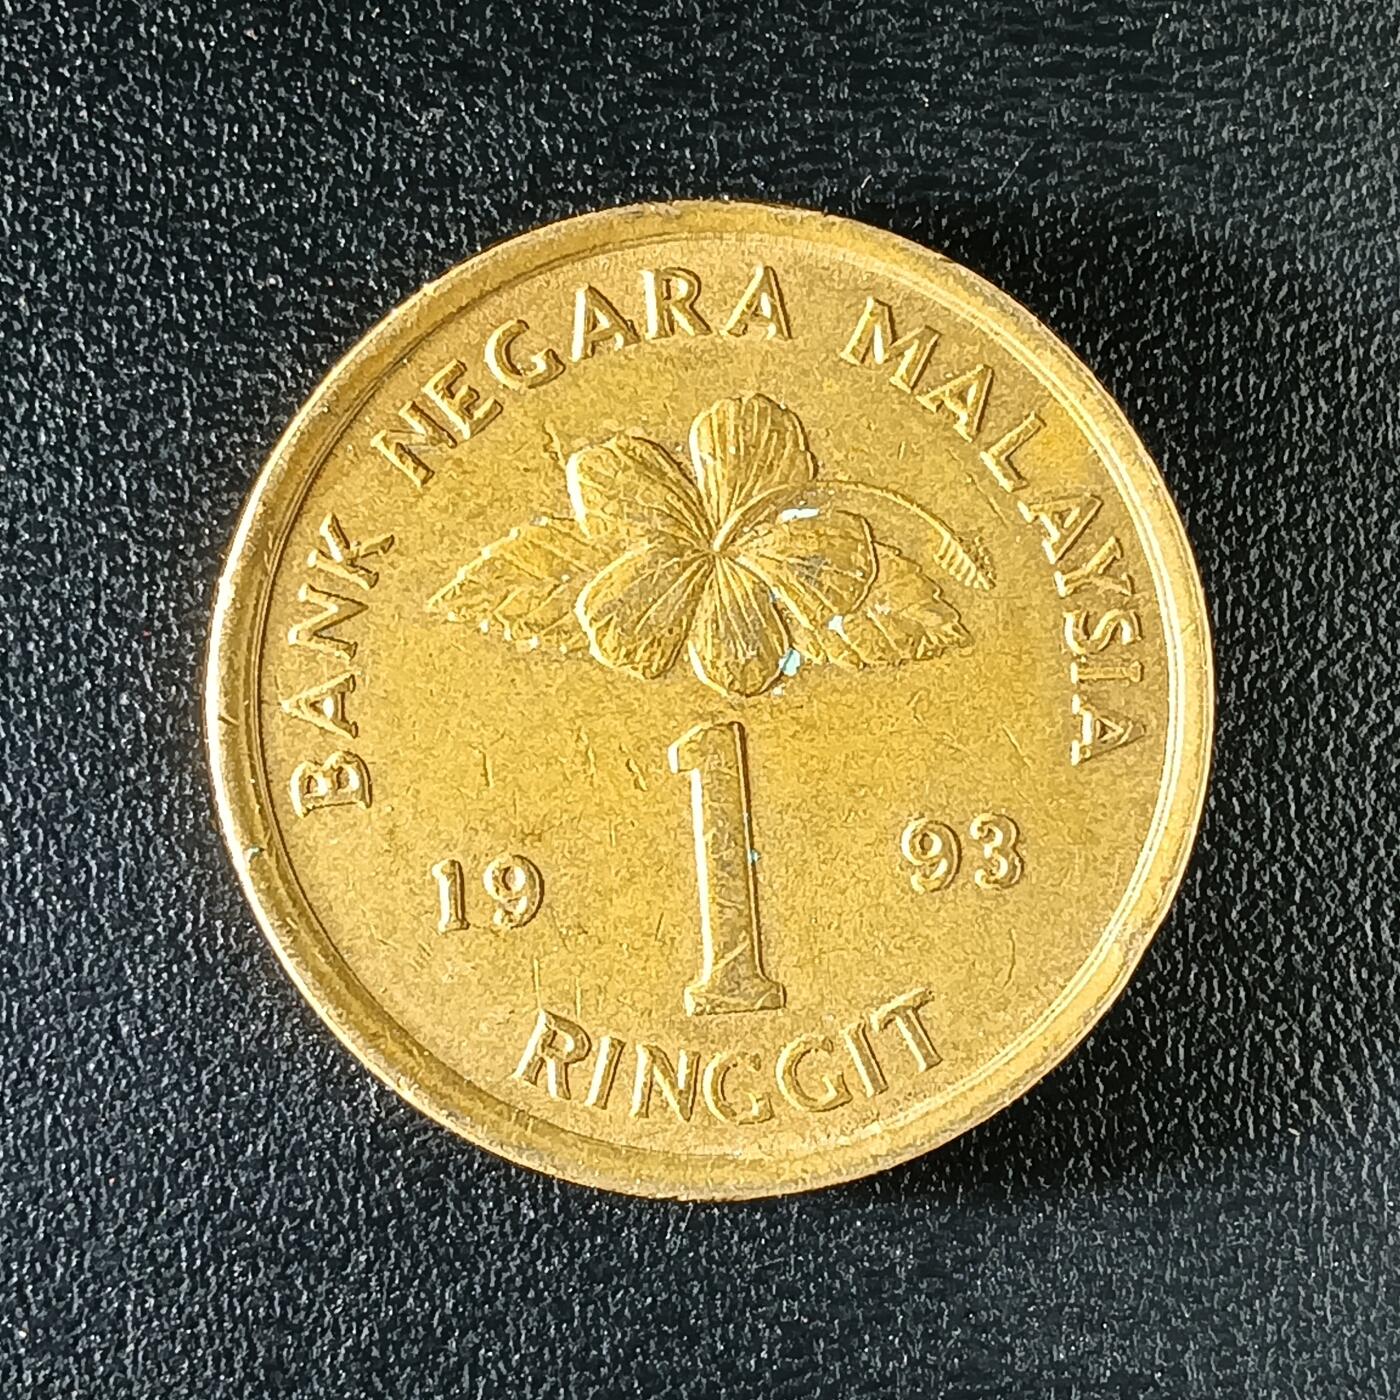 BANK NEGARA MALAYSIA
1
19 93
RINGGIT